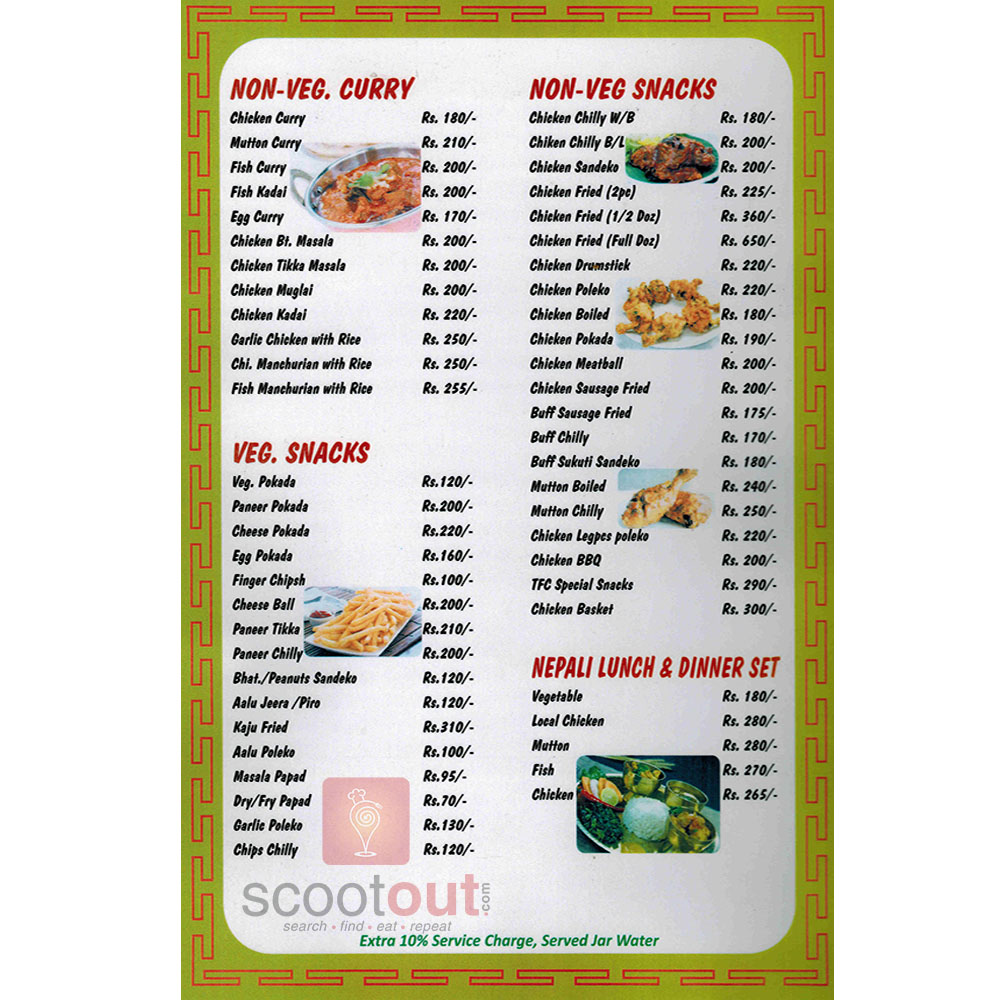 NON-VEG. CURRY
Chicken Curry Rs. 180/-
Mutton Curry Rs. 210/-
Fish Curry Rs. 200/-
Fish Kadai Rs. 200/-
Egg Curry Rs. 170/-
Chicken Bt. Masala Rs. 200/-
Chicken Tikka Masala Rs. 200/-
Chicken Muglai Rs. 200/-
Chicken Kadai Rs. 220/-
Garlic Chicken with Rice Rs. 250/-
Chi. Manchurian with Rice Rs. 250/-
Fish Manchurian with Rice Rs. 255/-
VEG. SNACKS
Veg. Pokada Rs.120/-
Paneer Pokada Rs.200/-
Cheese Pokada Rs.220/-
Egg Pokada Rs.160/-
Finger Chipsh Rs.100/-
Cheese Ball Rs.200/-
Paneer Tikka Rs.210/-
Paneer Chilly Rs.200/-
Bhat./Peanuts Sandeko Rs.120/-
Aalu Jeera /Piro Rs.120/-
Kaju Fried Rs.310/-
Aalu Poleko Rs.100/-
Masala Papad Rs.95/-
Dry/Fry Papad Rs.70/-
Garlic Poleko Rs.130/-
Chips Chilly Rs.120/-
NON-VEG SNACKS
Chicken Chilly W/B Rs. 180/-
Chiken Chilly B/L Rs. 200/-
Chicken Sandeko Rs. 200/-
Chicken Fried (2pc) Rs. 225/-
Chicken Fried (1/2 Doz) Rs. 360/-
Chicken Fried (Full Doz) Rs. 650/-
Chicken Drumstick Rs. 220/-
Chicken Poleko Rs. 220/-
Chicken Boiled Rs. 180/-
Chicken Pokada Rs. 190/-
Chicken Meatball Rs. 200/-
Chicken Sausage Fried Rs. 200/-
Buff Sausage Fried Rs. 175/-
Buff Chilly Rs. 170/-
Buff Sukuti Sandeko Rs. 180/-
Mutton Boiled Rs. 240/-
Mutton Chilly Rs. 250/-
Chicken Legpes poleko Rs. 220/-
Chicken BBQ Rs. 200/-
TFC Special Snacks Rs. 290/-
Chicken Basket Rs. 300/-
NEPALI LUNCH & DINNER SET
Vegetable Rs. 180/-
Local Chicken Rs. 280/-
Mutton Rs. 280/-
Fish Rs. 270/-
Chicken Rs. 265/-
scootout.com
search • find • eat • repeat
Extra 10% Service Charge, Served Jar Water